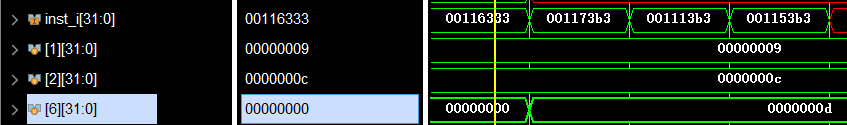 inst_i[31:0] 00116333 00116333 001173b3 001113b3 001153b3
[1][31:0] 00000009 00000009
[2][31:0] 0000000c 0000000c
[6][31:0] 00000000 00000000 0000000d